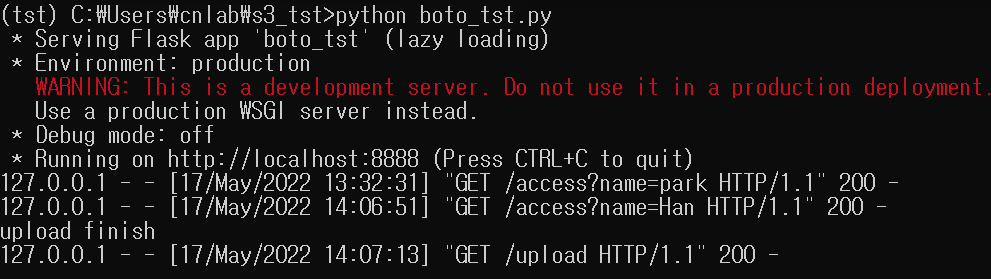 (tst) C:₩Users₩cnlab₩s3_tst>python boto_tst.py
 * Serving Flask app 'boto_tst' (lazy loading)
 * Environment: production
   WARNING: This is a development server. Do not use it in a production deployment.
   Use a production WSGI server instead.
 * Debug mode: off
 * Running on http://localhost:8888 (Press CTRL+C to quit)
127.0.0.1 - - [17/May/2022 13:32:31] "GET /access?name=park HTTP/1.1" 200 -
127.0.0.1 - - [17/May/2022 14:06:51] "GET /access?name=Han HTTP/1.1" 200 -
upload finish
127.0.0.1 - - [17/May/2022 14:07:13] "GET /upload HTTP/1.1" 200 -